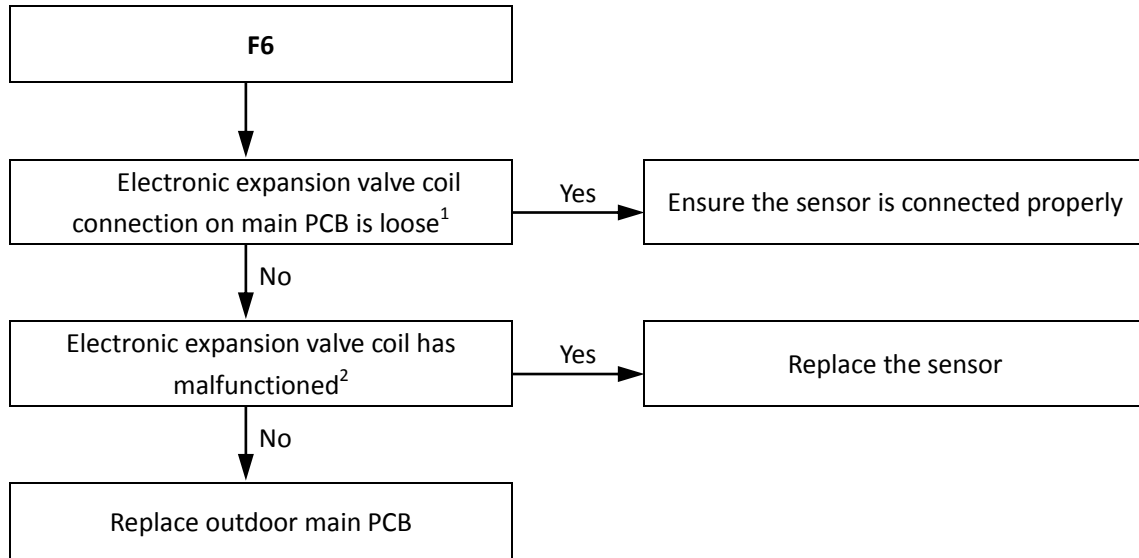 F6
Electronic expansion valve coil
connection on main PCB is loose1
Yes
Ensure the sensor is connected properly
No
Electronic expansion valve coil has
malfunctioned2
Yes
Replace the sensor
No
Replace outdoor main PCB